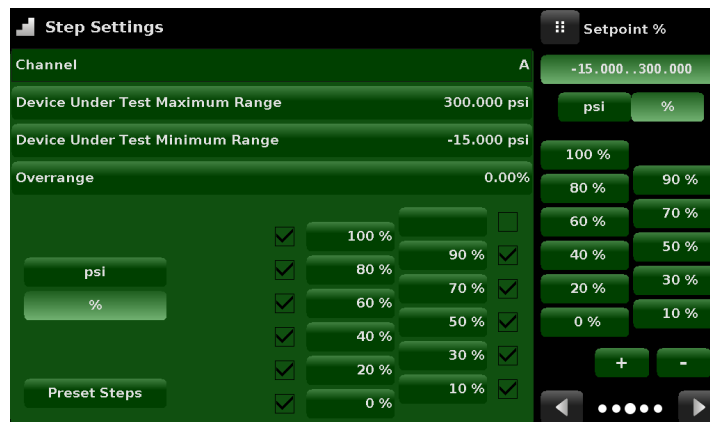 Step Settings
Channel A
Device Under Test Maximum Range 300.000 psi
Device Under Test Minimum Range -15.000 psi
Overrange 0.00%
psi
%
Preset Steps
100 %
90 %
80 %
70 %
60 %
50 %
40 %
30 %
20 %
10 %
0 %
Setpoint %
-15.000..300.000
psi %
100 %
90 %
80 %
70 %
60 %
50 %
40 %
30 %
20 %
10 %
0 %
+ -